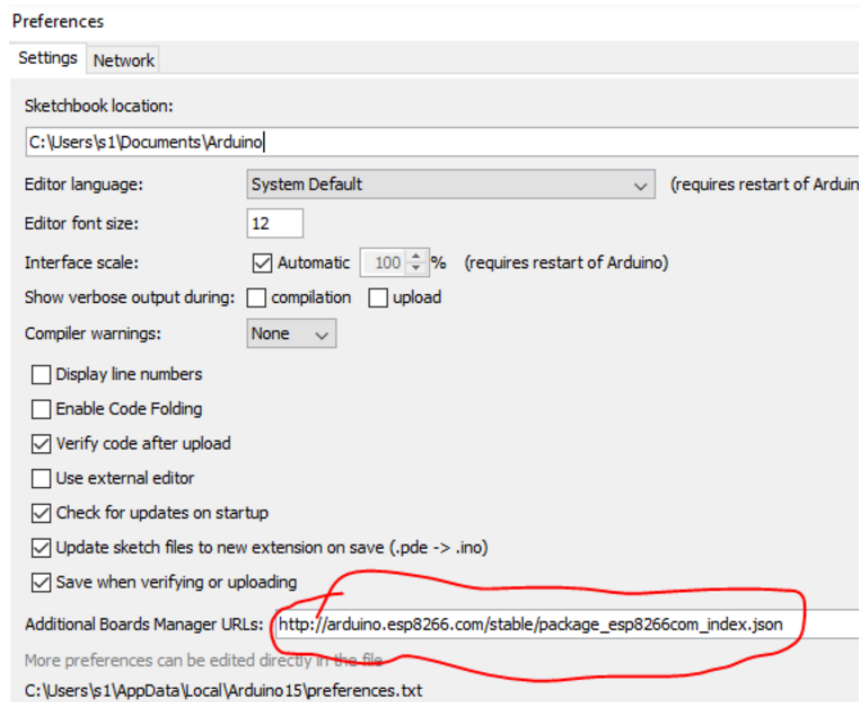 Preferences
Settings Network
Sketchbook location:
C:\Users\s1\Documents\Arduino
Editor language: System Default (requires restart of Arduin
Editor font size: 12
Interface scale: Automatic 100 % (requires restart of Arduino)
Show verbose output during: compilation upload
Compiler warnings: None
Display line numbers
Enable Code Folding
Verify code after upload
Use external editor
Check for updates on startup
Update sketch files to new extension on save (.pde -> .ino)
Save when verifying or uploading
Additional Boards Manager URLs: http://arduino.esp8266.com/stable/package_esp8266com_index.json
More preferences can be edited directly in the file
C:\Users\s1\AppData\Local\Arduino15\preferences.txt